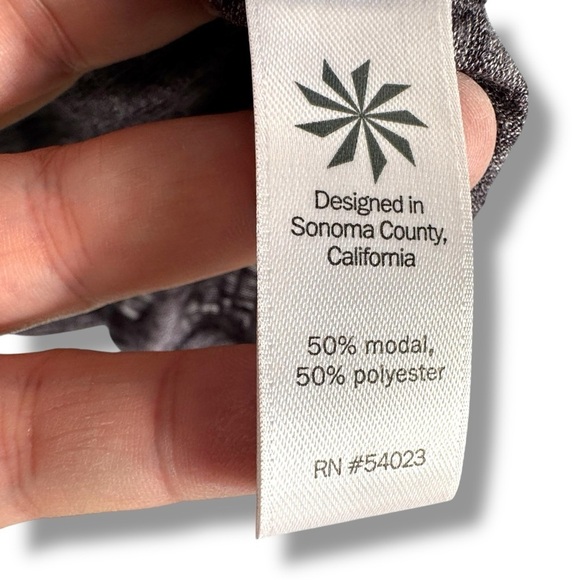 Designed in
Sonoma County,
California
50% modal,
50% polyester
RN #54023